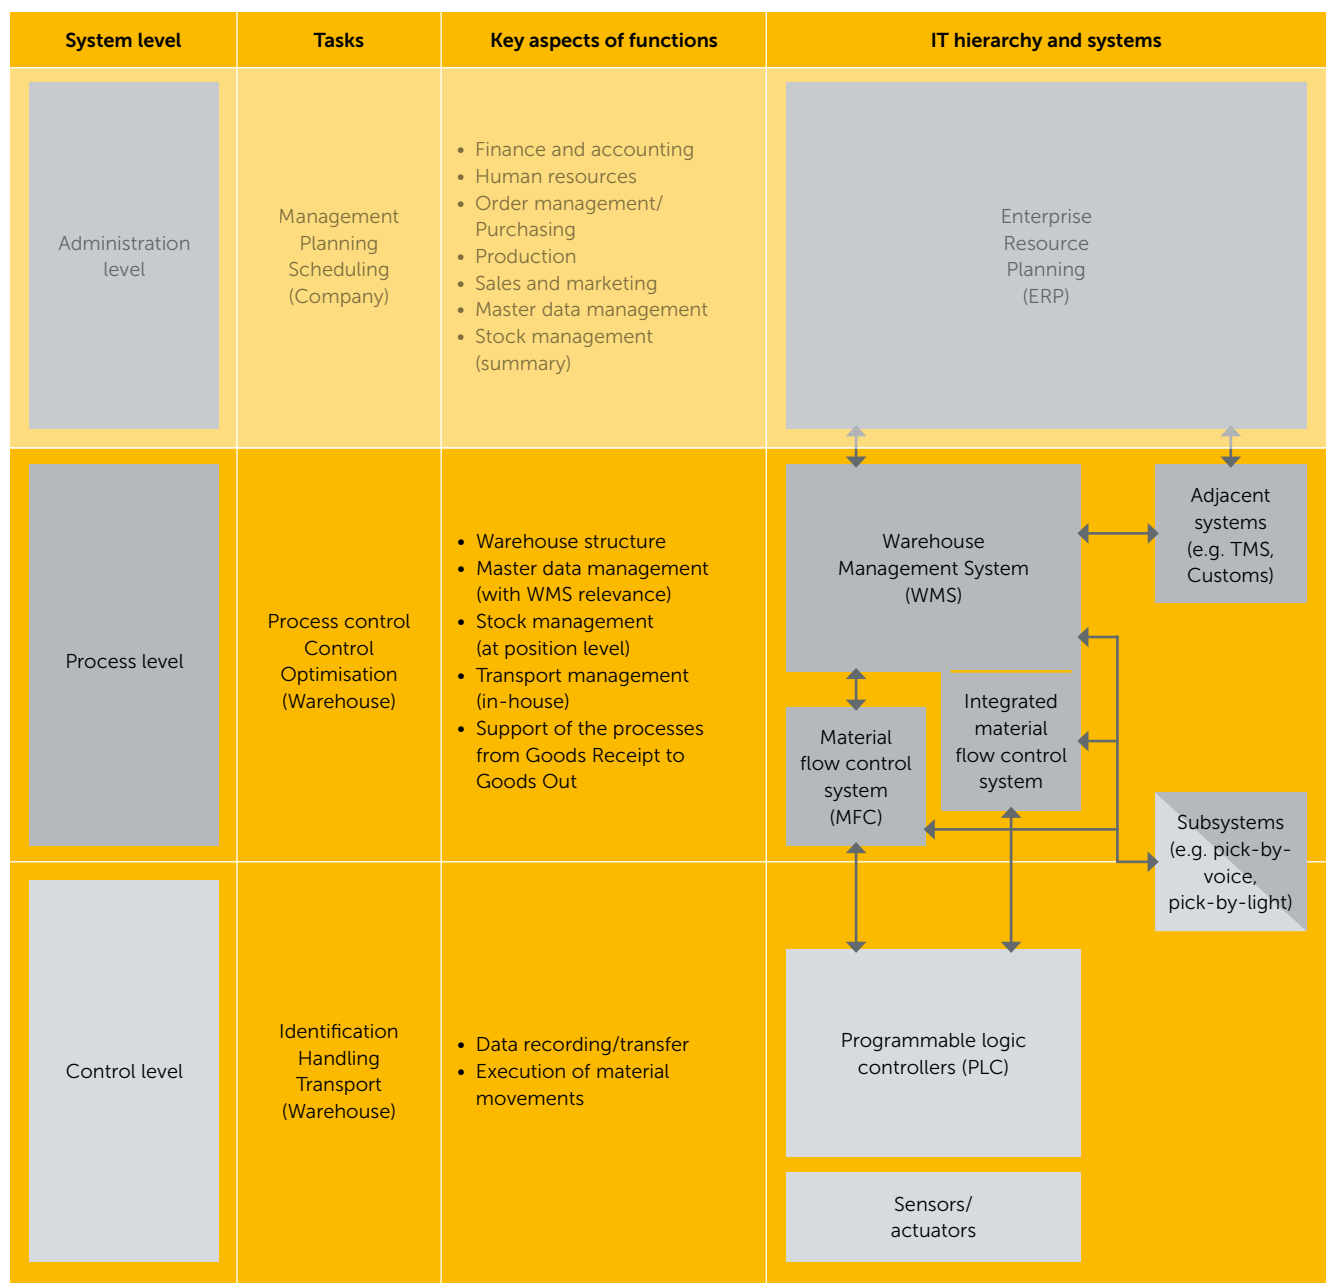 System level
Tasks
Key aspects of functions
IT hierarchy and systems
Administration
level
Management
Planning
Scheduling
(Company)
• Finance and accounting
• Human resources
• Order management/
Purchasing
• Production
• Sales and marketing
• Master data management
• Stock management
(summary)
Enterprise
Resource
Planning
(ERP)
Process level
Process control
Control
Optimisation
(Warehouse)
• Warehouse structure
• Master data management
(with WMS relevance)
• Stock management
(at position level)
• Transport management
(in-house)
• Support of the processes
from Goods Receipt to
Goods Out
Warehouse
Management System
(WMS)
Adjacent
systems
(e.g. TMS,
Customs)
Material
flow control
system
(MFC)
Integrated
material
flow control
system
Subsystems
(e.g. pick-by-
voice,
pick-by-light)
Control level
Identification
Handling
Transport
(Warehouse)
• Data recording/transfer
• Execution of material
movements
Programmable logic
controllers (PLC)
Sensors/
actuators